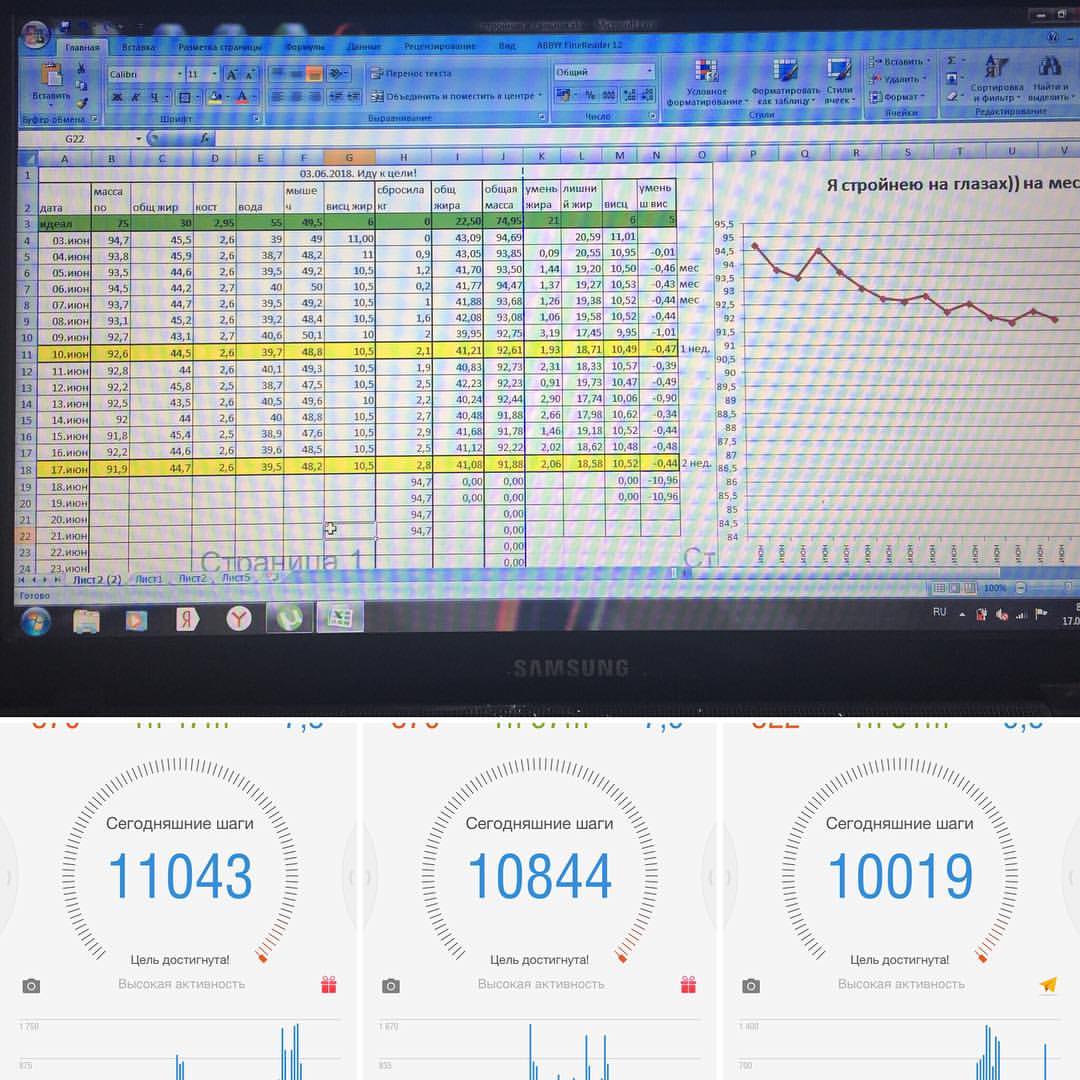 Главная Вставка Разметка страницы Формулы Данные Рецензирование Вид ABBYY FineReader 12
Вставить
Calibri 11
Ж К Ч
Перенос текста
Объединить и поместить в центре
Общий
Условное форматирование
Форматировать как таблицу
Стили ячеек
Вставить
Удалить
Формат
Сортировка и фильтр
Найти и выделить
Буфер обмена Шрифт Выравнивание Число Стили Ячейки Редактирование
G22 fx
A B C D E F G H I J K L M N O P Q R S T U V
1 03.06.2018. Иду к цели!
2 дата масса по общ жир кост вода мыше ч висц жир сбросила кг общ жира общая масса умень жира лишни й жир висц умень ш вис
3 идеал 75 30 2,95 55 49,5 6 0 22,50 74,95 21 6 5
4 03.июн 94,7 45,5 2,6 39 49 11,00 0 43,09 94,69 20,59 11,01
5 04.июн 93,8 45,9 2,6 38,7 48,2 11 0,9 43,05 93,85 0,09 20,55 10,95 -0,01
6 05.июн 93,5 44,6 2,6 39,5 49,2 10,5 1,2 41,70 93,50 1,44 19,20 10,50 -0,46 мес
7 06.июн 94,5 44,2 2,7 40 50 10,5 0,2 41,77 94,47 1,37 19,27 10,53 -0,43 мес
8 07.июн 93,7 44,7 2,6 39,5 49,2 10,5 1 41,88 93,68 1,26 19,38 10,52 -0,44 мес
9 08.июн 93,1 45,2 2,6 39,2 48,4 10,5 1,6 42,08 93,08 1,06 19,58 10,52 -0,44
10 09.июн 92,7 43,1 2,7 40,6 50,1 10 2 39,95 92,75 3,19 17,45 9,95 -1,01
11 10.июн 92,6 44,5 2,6 39,7 48,8 10,5 2,1 41,21 92,61 1,93 18,71 10,49 -0,47 1 нед.
12 11.июн 92,8 44 2,6 40,1 49,3 10,5 1,9 40,83 92,73 2,31 18,33 10,57 -0,39
13 12.июн 92,2 45,8 2,5 38,7 47,5 10,5 2,5 42,23 92,23 0,91 19,73 10,47 -0,49
14 13.июн 92,5 43,5 2,6 40,5 49,6 10 2,2 40,24 92,44 2,90 17,74 10,06 -0,90
15 14.июн 92 44 2,6 40 48,8 10,5 2,7 40,48 91,88 2,66 17,98 10,62 -0,34
16 15.июн 91,8 45,4 2,5 38,9 47,6 10,5 2,9 41,68 91,78 1,46 19,18 10,52 -0,44
17 16.июн 92,2 44,6 2,6 39,6 48,5 10,5 2,5 41,12 92,22 2,02 18,62 10,48 -0,48
18 17.июн 91,9 44,7 2,6 39,5 48,2 10,5 2,8 41,08 91,88 2,06 18,58 10,52 -0,44 2 нед.
19 18.июн 94,7 0,00 0,00 0,00 -10,96
20 19.июн 94,7 0,00 0,00 0,00 -10,96
21 20.июн 94,7 0,00
22 21.июн 94,7 0,00
23 22.июн 0,00
24 23.июн 0,00
Страница 1 Ст
Я стройнею на глазах)) на мес
95,5
95
94,5
94
93,5
93
92,5
92
91,5
91
90,5
90
89,5
89
88,5
88
87,5
87
86,5
86
85,5
85
84,5
84
июн июн июн июн июн июн июн июн июн июн июн июн июн июн июн
Лист2 (2) Лист1 Лист2 Лист5
Готово 100%
RU
17.0
SAMSUNG
Сегодняшние шаги
11043
Цель достигнута!
Высокая активность
1 750
875
Сегодняшние шаги
10844
Цель достигнута!
Высокая активность
1 670
835
Сегодняшние шаги
10019
Цель достигнута!
Высокая активность
1 400
700